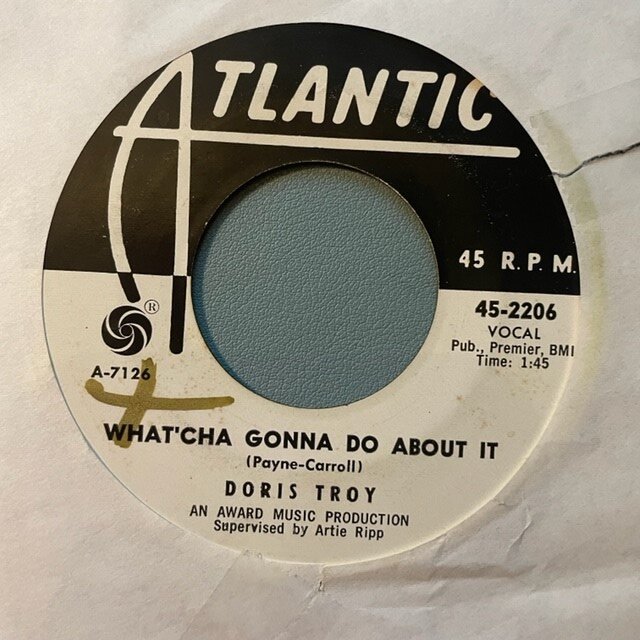 ATLANTIC
45 R.P.M.
®
45-2206
VOCAL
Pub., Premier, BMI
Time: 1:45
A-7126
WHAT'CHA GONNA DO ABOUT IT
(Payne-Carroll)
DORIS TROY
AN AWARD MUSIC PRODUCTION
Supervised by Artie Ripp